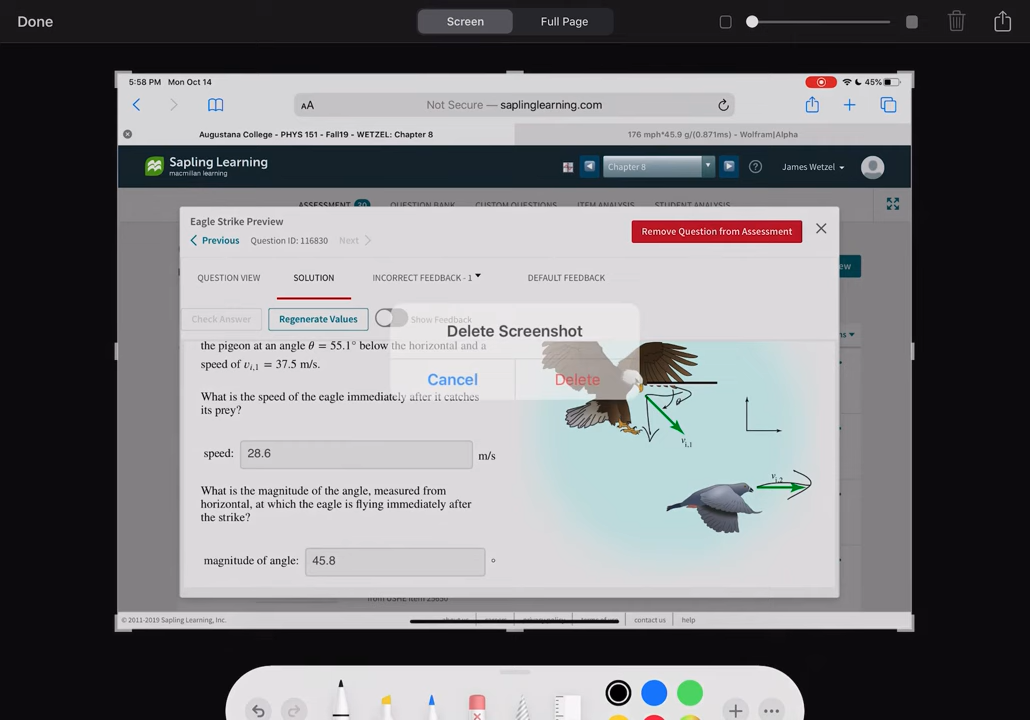 Done
Screen
Full Page
5:58 PM Mon Oct 14
45%
AA
Not Secure — saplinglearning.com
Augustana College - PHYS 151 - Fall19 - WETZEL: Chapter 8
176 mph*45.9 g/(0.871ms) - Wolfram|Alpha
Sapling Learning
macmillan learning
Chapter 8
?
James Wetzel
ASSESSMENT
QUESTION BANK
CUSTOM QUESTIONS
ITEM ANALYSIS
STUDENT ANALYSIS
Eagle Strike Preview
Remove Question from Assessment
Previous
Question ID: 116830
Next
ew
QUESTION VIEW
SOLUTION
INCORRECT FEEDBACK - 1
DEFAULT FEEDBACK
Check Answer
Regenerate Values
Show Feedback
Delete Screenshot
Cancel
Delete
the pigeon at an angle θ = 55.1° below the horizontal and a
speed of v_i,1 = 37.5 m/s.
What is the speed of the eagle immediately after it catches
its prey?
speed: 28.6 m/s
What is the magnitude of the angle, measured from
horizontal, at which the eagle is flying immediately after
the strike?
magnitude of angle: 45.8 °
v_i,1
v_i,2
© 2011-2019 Sapling Learning, Inc.
contact us
help